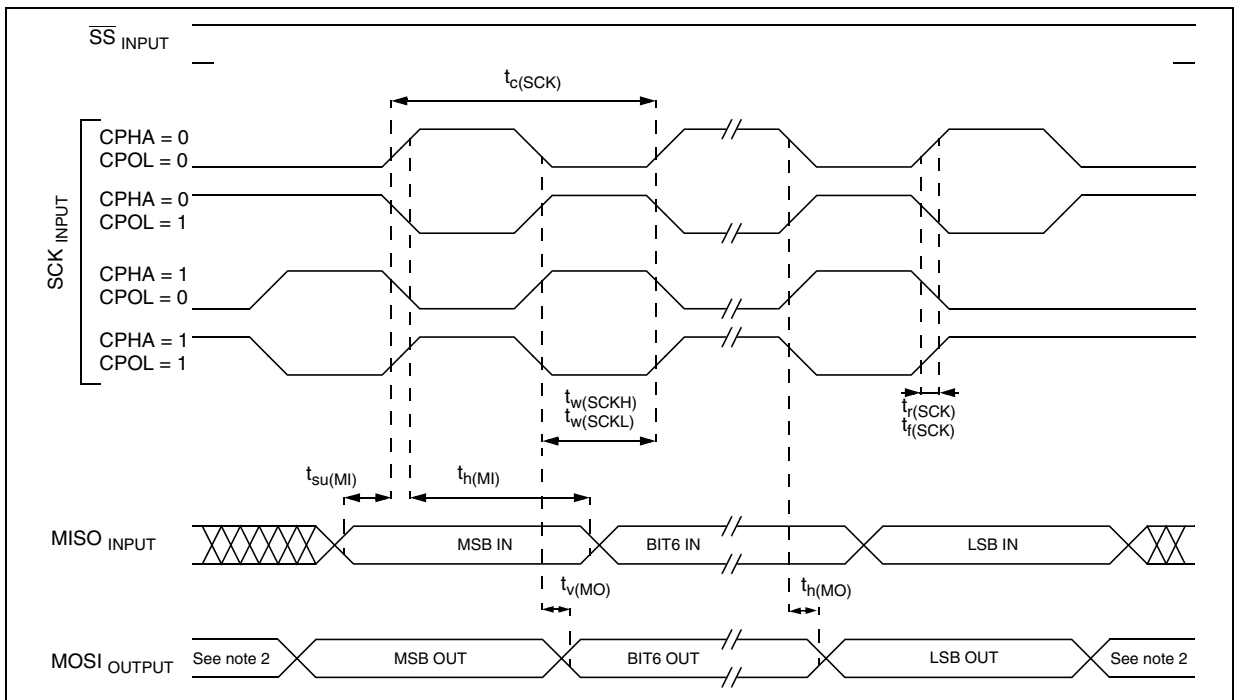 SS INPUT
tc(SCK)
SCK INPUT
CPHA = 0
CPOL = 0
CPHA = 0
CPOL = 1
CPHA = 1
CPOL = 0
CPHA = 1
CPOL = 1
tw(SCKH)
tw(SCKL)
tr(SCK)
tf(SCK)
tsu(MI)
th(MI)
MISO INPUT
MSB IN
BIT6 IN
LSB IN
tv(MO)
th(MO)
MOSI OUTPUT
See note 2
MSB OUT
BIT6 OUT
LSB OUT
See note 2